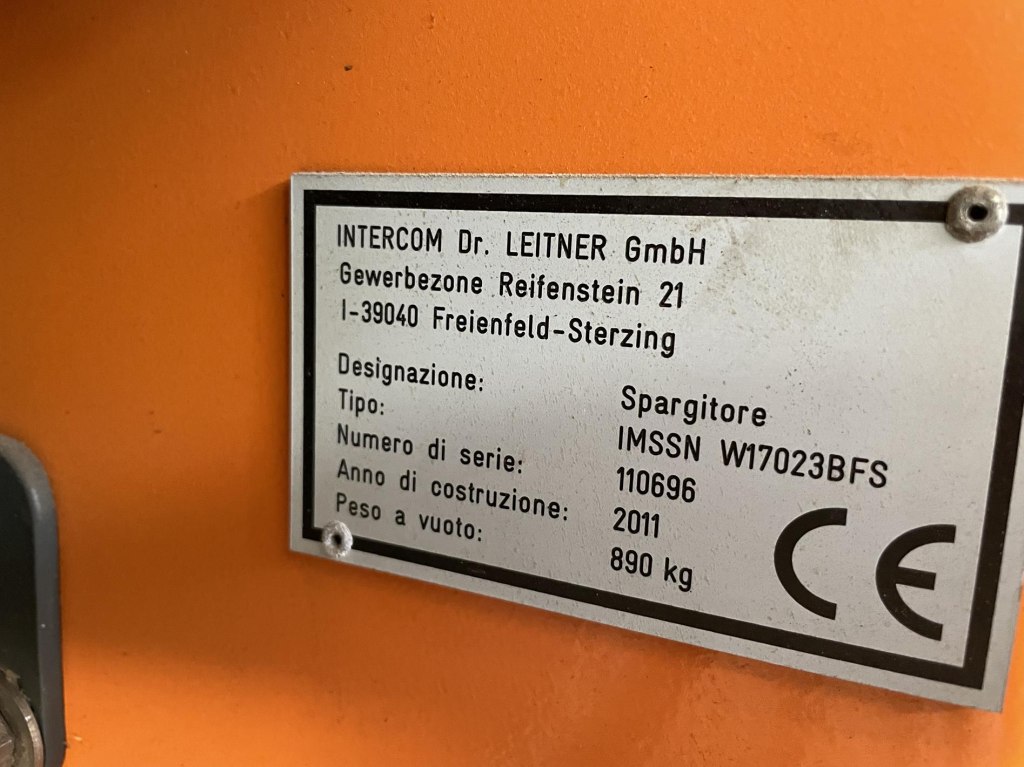 INTERCOM Dr. LEITNER GmbH
Gewerbezone Reifenstein 21
I-39040 Freienfeld-Sterzing
Designazione: Spargitore
Tipo: IMSSN W17023BFS
Numero di serie: 110696
Anno di costruzione: 2011
Peso a vuoto: 890 kg
CE